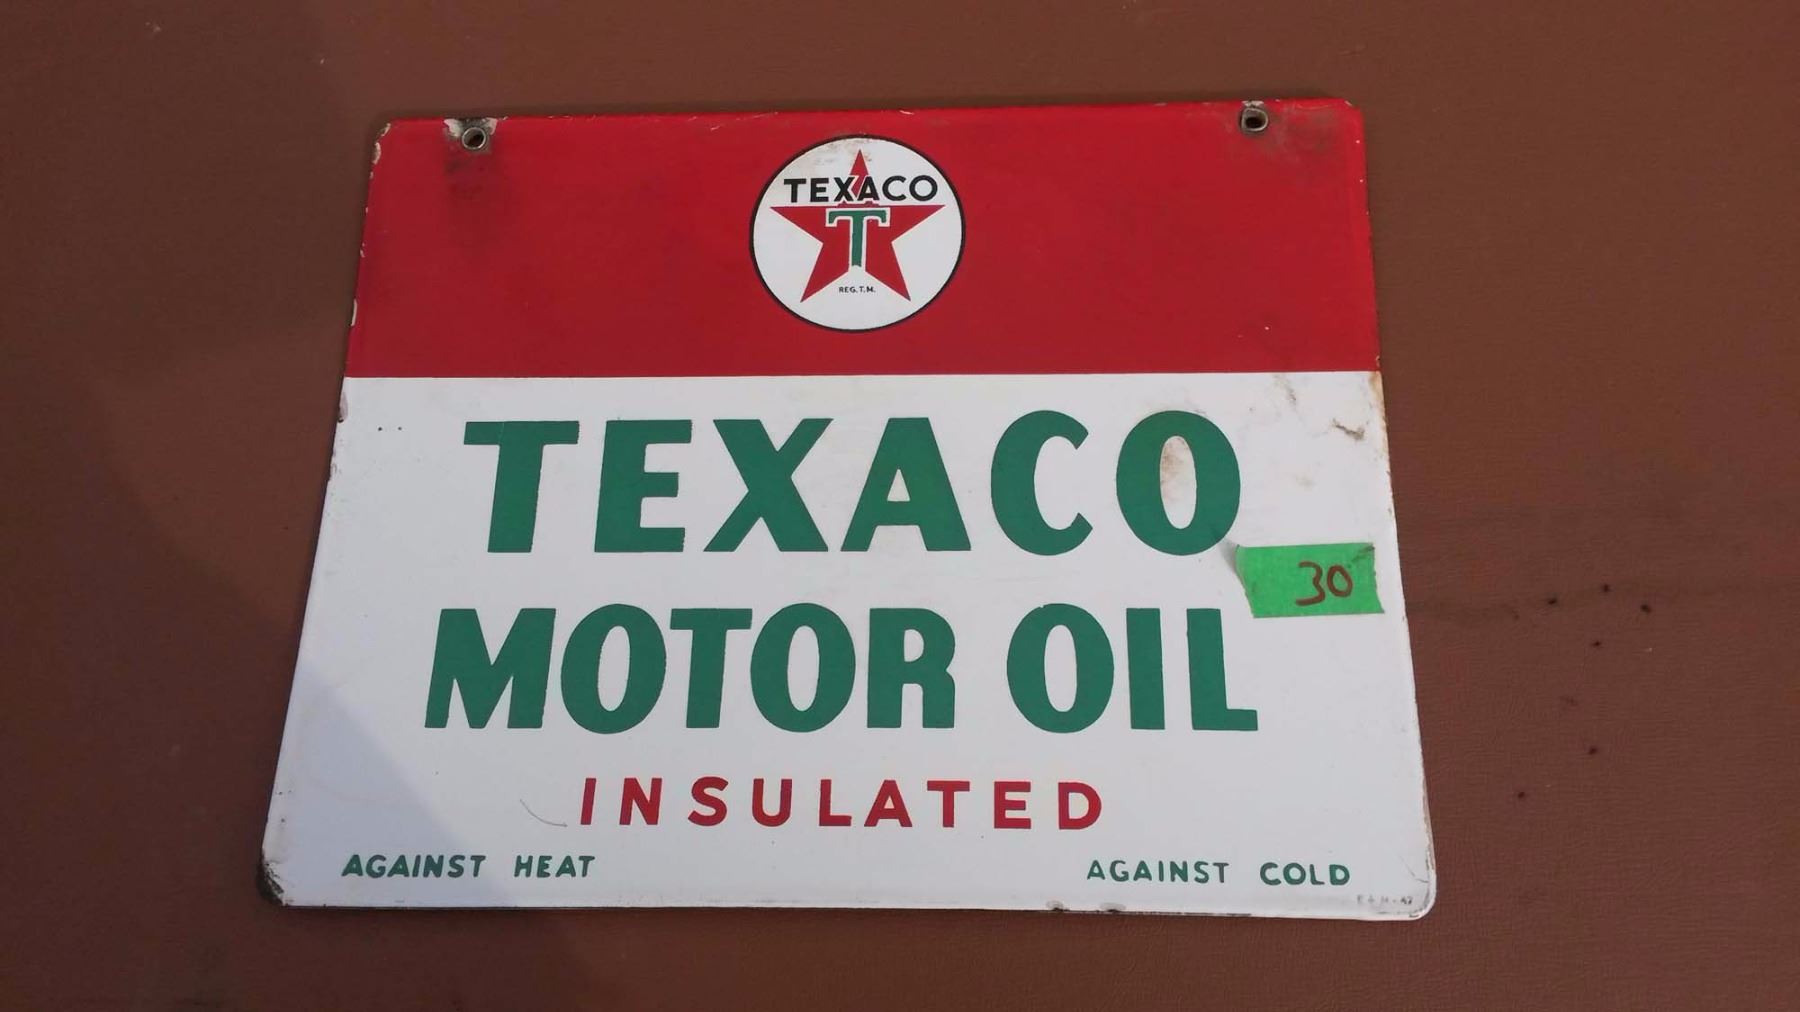 TEXACO
T
REG. T.M.
TEXACO
30
MOTOR OIL
INSULATED
AGAINST HEAT AGAINST COLD